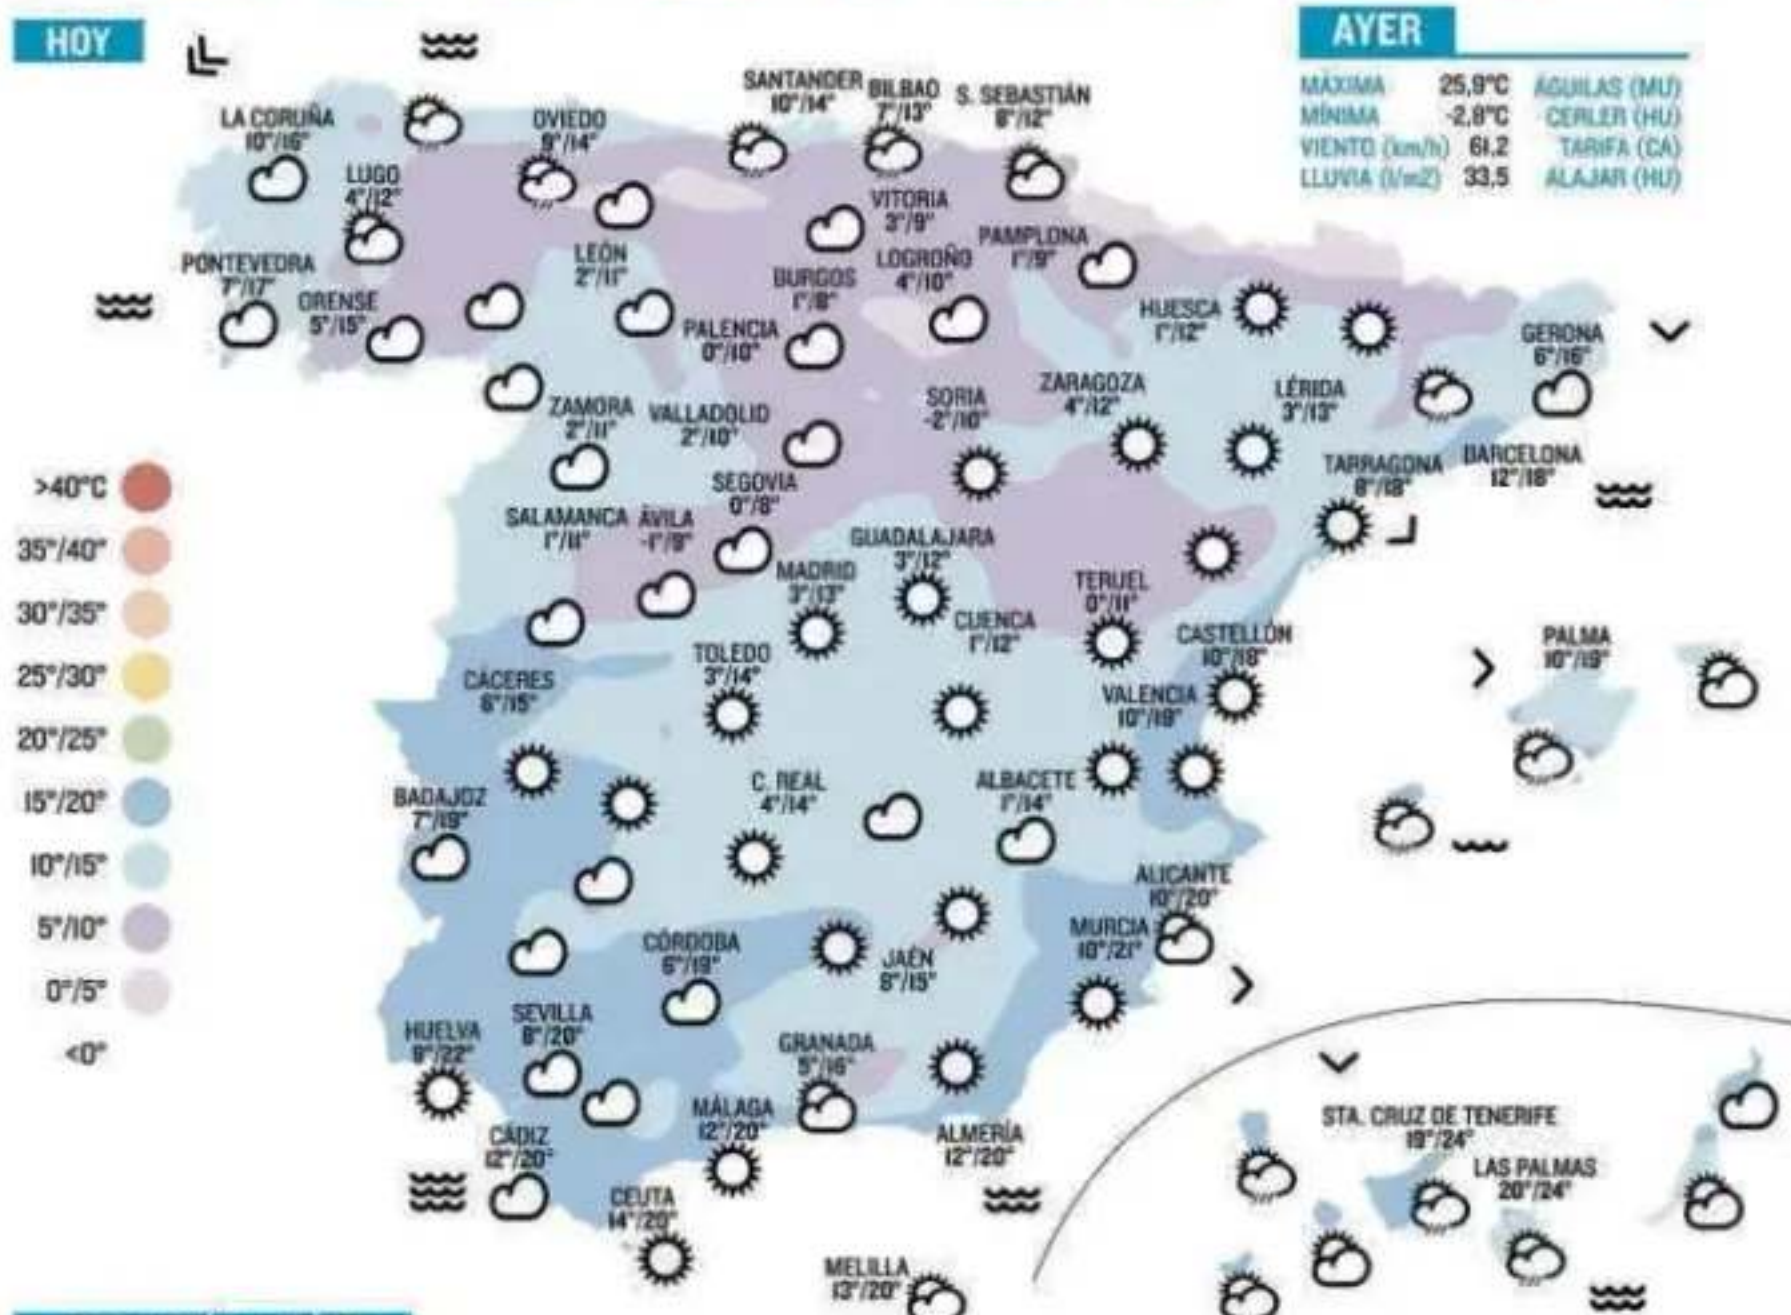 HOY
AYER
MÁXIMA 25,9°C ÁGUILAS (MU)
MÍNIMA -2,8°C CERLER (HU)
VIENTO (km/h) 61.2 TARIFA (CA)
LLUVIA (l/m2) 33,5 ALAJAR (HU)
SANTANDER
10°/14°
BILBAO
7°/13°
S. SEBASTIÁN
8°/12°
LA CORUÑA
10°/16°
OVIEDO
9°/14°
LUGO
4°/12°
VITORIA
3°/9°
PAMPLONA
1°/9°
LEÓN
2°/11°
LOGROÑO
4°/10°
PONTEVEDRA
7°/17°
BURGOS
1°/8°
ORENSE
5°/15°
HUESCA
1°/12°
PALENCIA
0°/10°
GERONA
6°/16°
ZARAGOZA
4°/12°
LÉRIDA
3°/13°
SORIA
-2°/10°
ZAMORA
2°/11°
VALLADOLID
2°/10°
TARRAGONA
8°/18°
BARCELONA
12°/18°
SEGOVIA
0°/8°
SALAMANCA
1°/11°
ÁVILA
-1°/9°
GUADALAJARA
3°/12°
MADRID
3°/13°
TERUEL
0°/11°
CUENCA
1°/12°
CASTELLÓN
10°/18°
PALMA
10°/19°
TOLEDO
3°/14°
CÁCERES
6°/15°
VALENCIA
10°/19°
C. REAL
4°/14°
ALBACETE
1°/14°
BADAJOZ
7°/19°
ALICANTE
10°/20°
MURCIA
10°/21°
CÓRDOBA
6°/19°
JAÉN
9°/15°
SEVILLA
8°/20°
HUELVA
9°/22°
GRANADA
5°/16°
MÁLAGA
12°/20°
ALMERÍA
12°/20°
CÁDIZ
12°/20°
CEUTA
14°/20°
MELILLA
13°/20°
STA. CRUZ DE TENERIFE
19°/24°
LAS PALMAS
20°/24°
>40°C
35°/40°
30°/35°
25°/30°
20°/25°
15°/20°
10°/15°
5°/10°
0°/5°
<0°